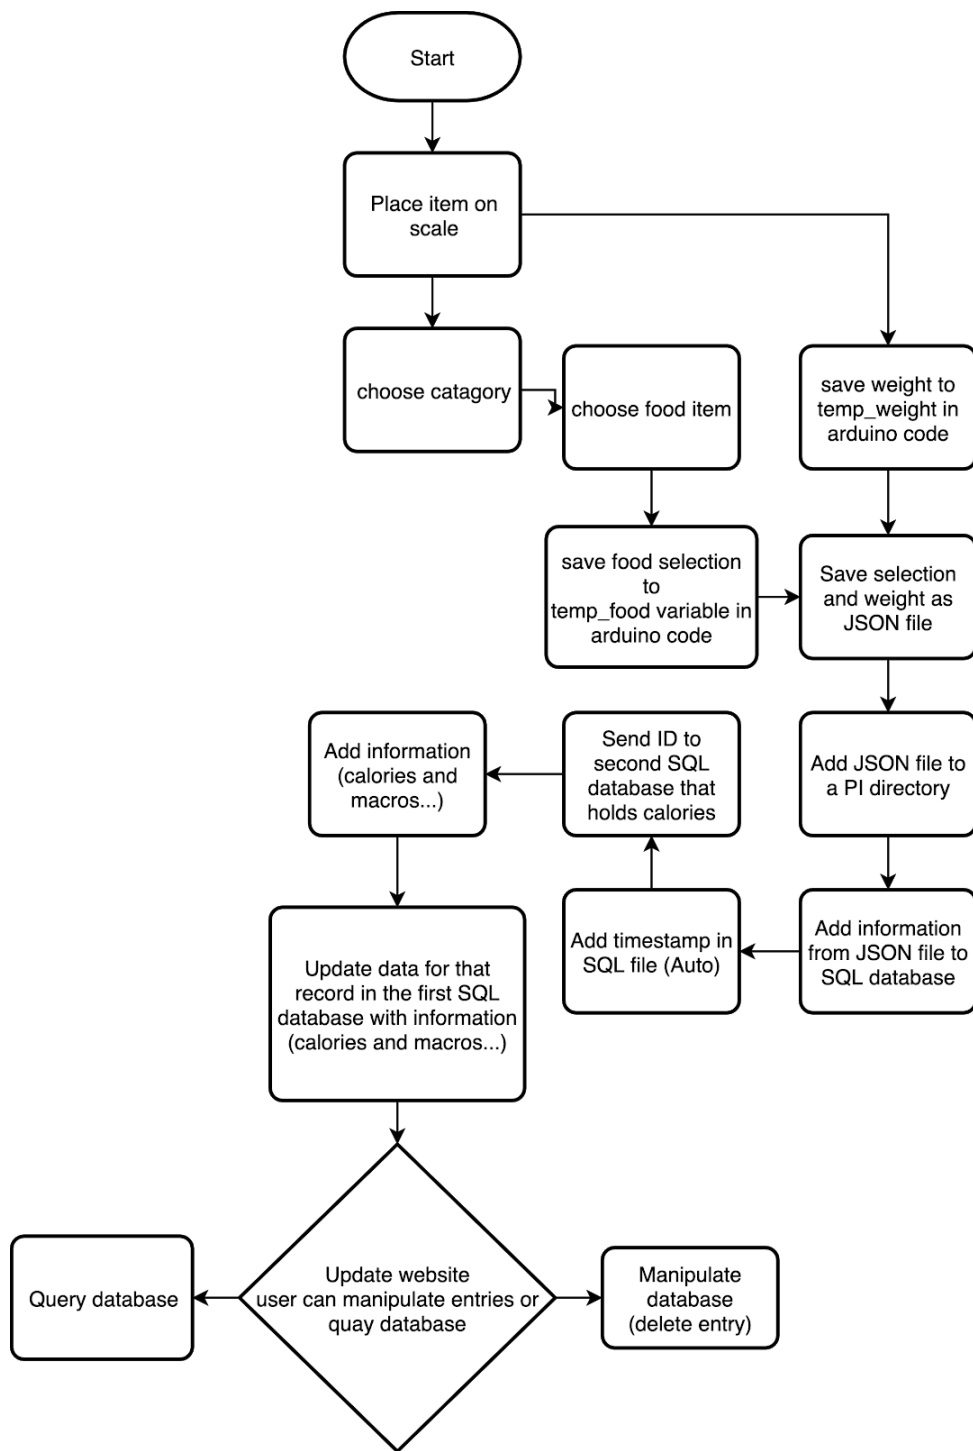 Start
Place item on
scale
choose catagory
choose food item
save weight to
temp_weight in
arduino code
save food selection
to
temp_food variable in
arduino code
Save selection
and weight as
JSON file
Add information
(calories and
macros...)
Send ID to
second SQL
database that
holds calories
Add JSON file to
a PI directory
Update data for that
record in the first SQL
database with information
(calories and macros...)
Add timestamp in
SQL file (Auto)
Add information
from JSON file to
SQL database
Query database
Update website
user can manipulate entries or
quay database
Manipulate
database
(delete entry)